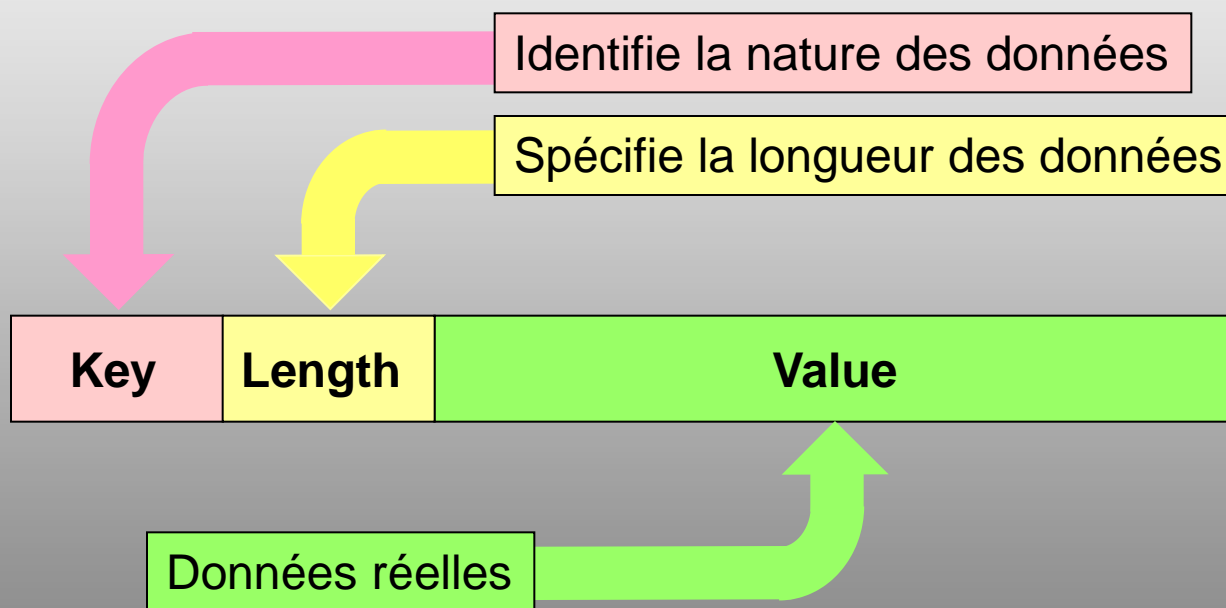 Identifie la nature des données
Spécifie la longueur des données
Key Length Value
Données réelles